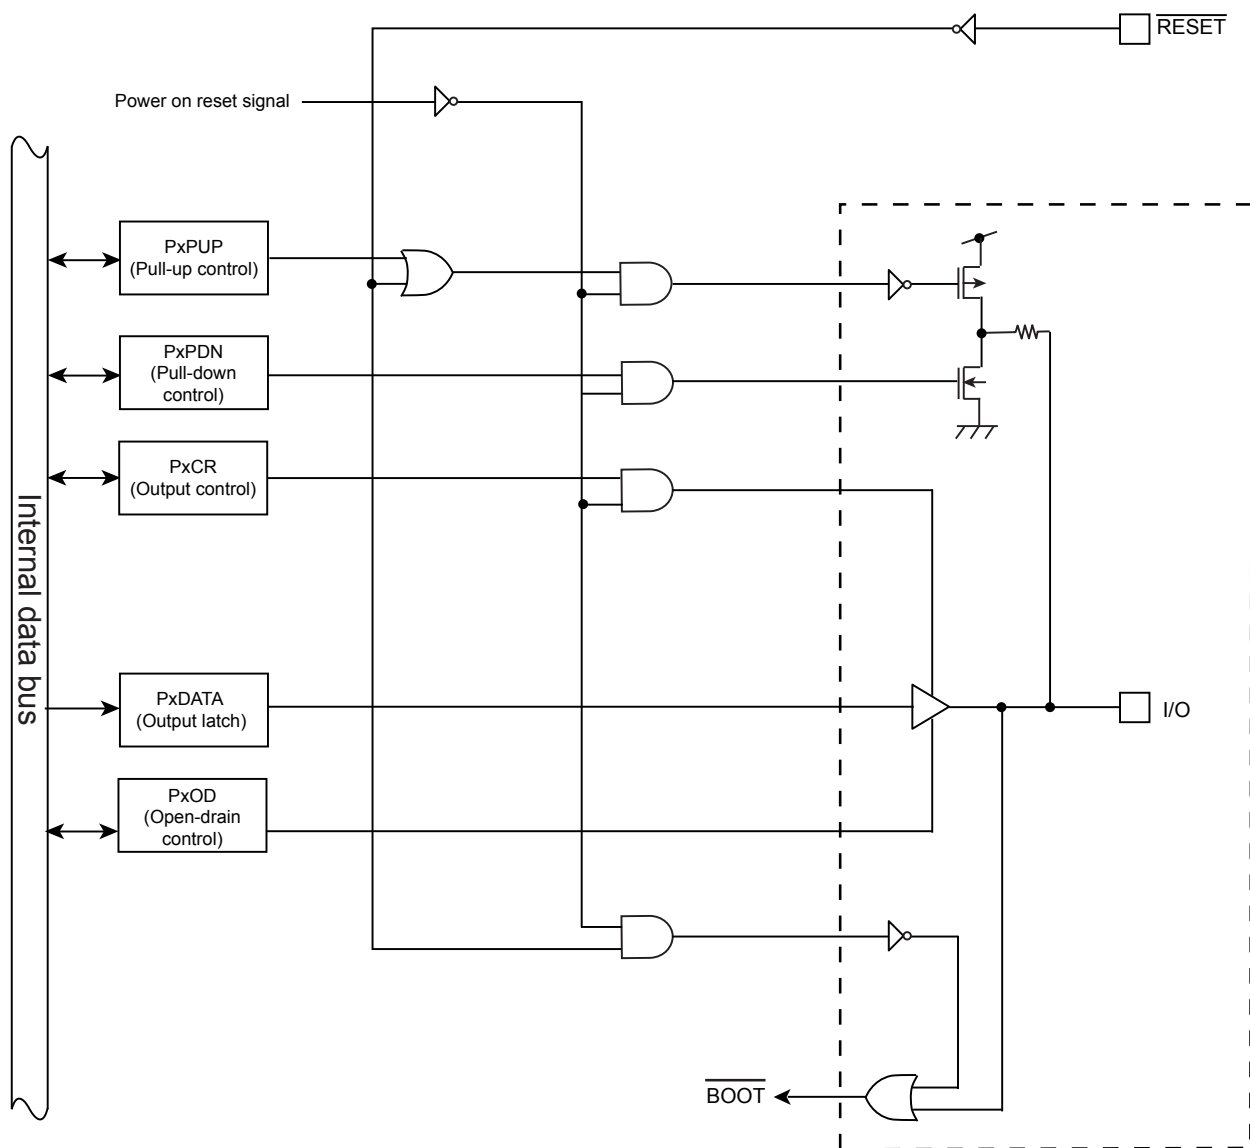 RESET
Power on reset signal
PxPUP
(Pull-up control)
PxPDN
(Pull-down
control)
PxCR
(Output control)
Internal data bus
PxDATA
(Output latch)
I/O
PxOD
(Open-drain
control)
BOOT